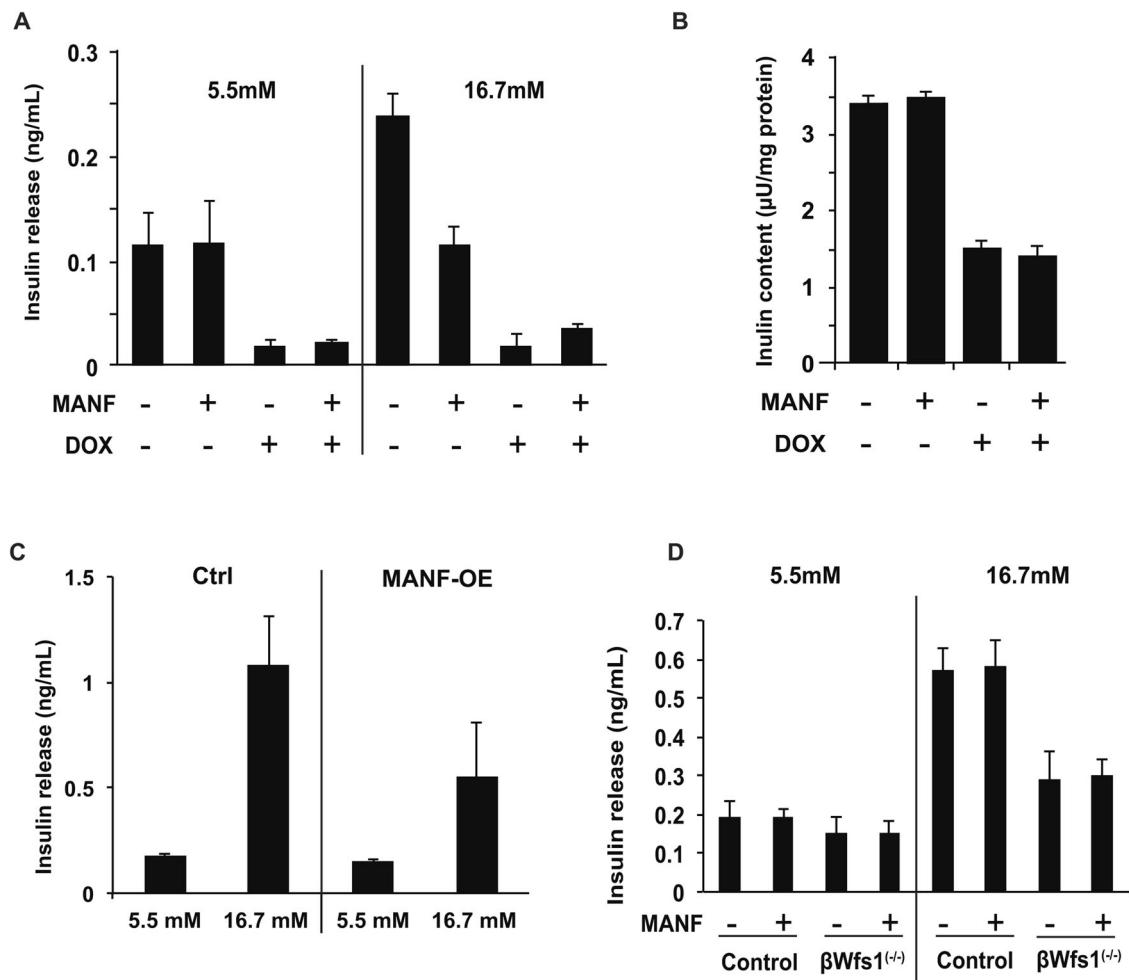 A
0.3
0.2
0.1
0
Insulin release (ng/mL)
5.5mM 16.7mM
MANF - + - + - + - +
DOX - - + + - - + +
B
4
3
2
1
0
Inulin content (µU/mg protein)
MANF - + - +
DOX - - + +
C
1.5
1
0.5
0
Insulin release (ng/mL)
Ctrl MANF-OE
5.5 mM 16.7 mM 5.5 mM 16.7 mM
D
5.5mM 16.7mM
0.7
0.6
0.5
0.4
0.3
0.2
0.1
0
Insulin release (ng/mL)
MANF - + - + - + - +
Control βWfs1(-/-) Control βWfs1(-/-)